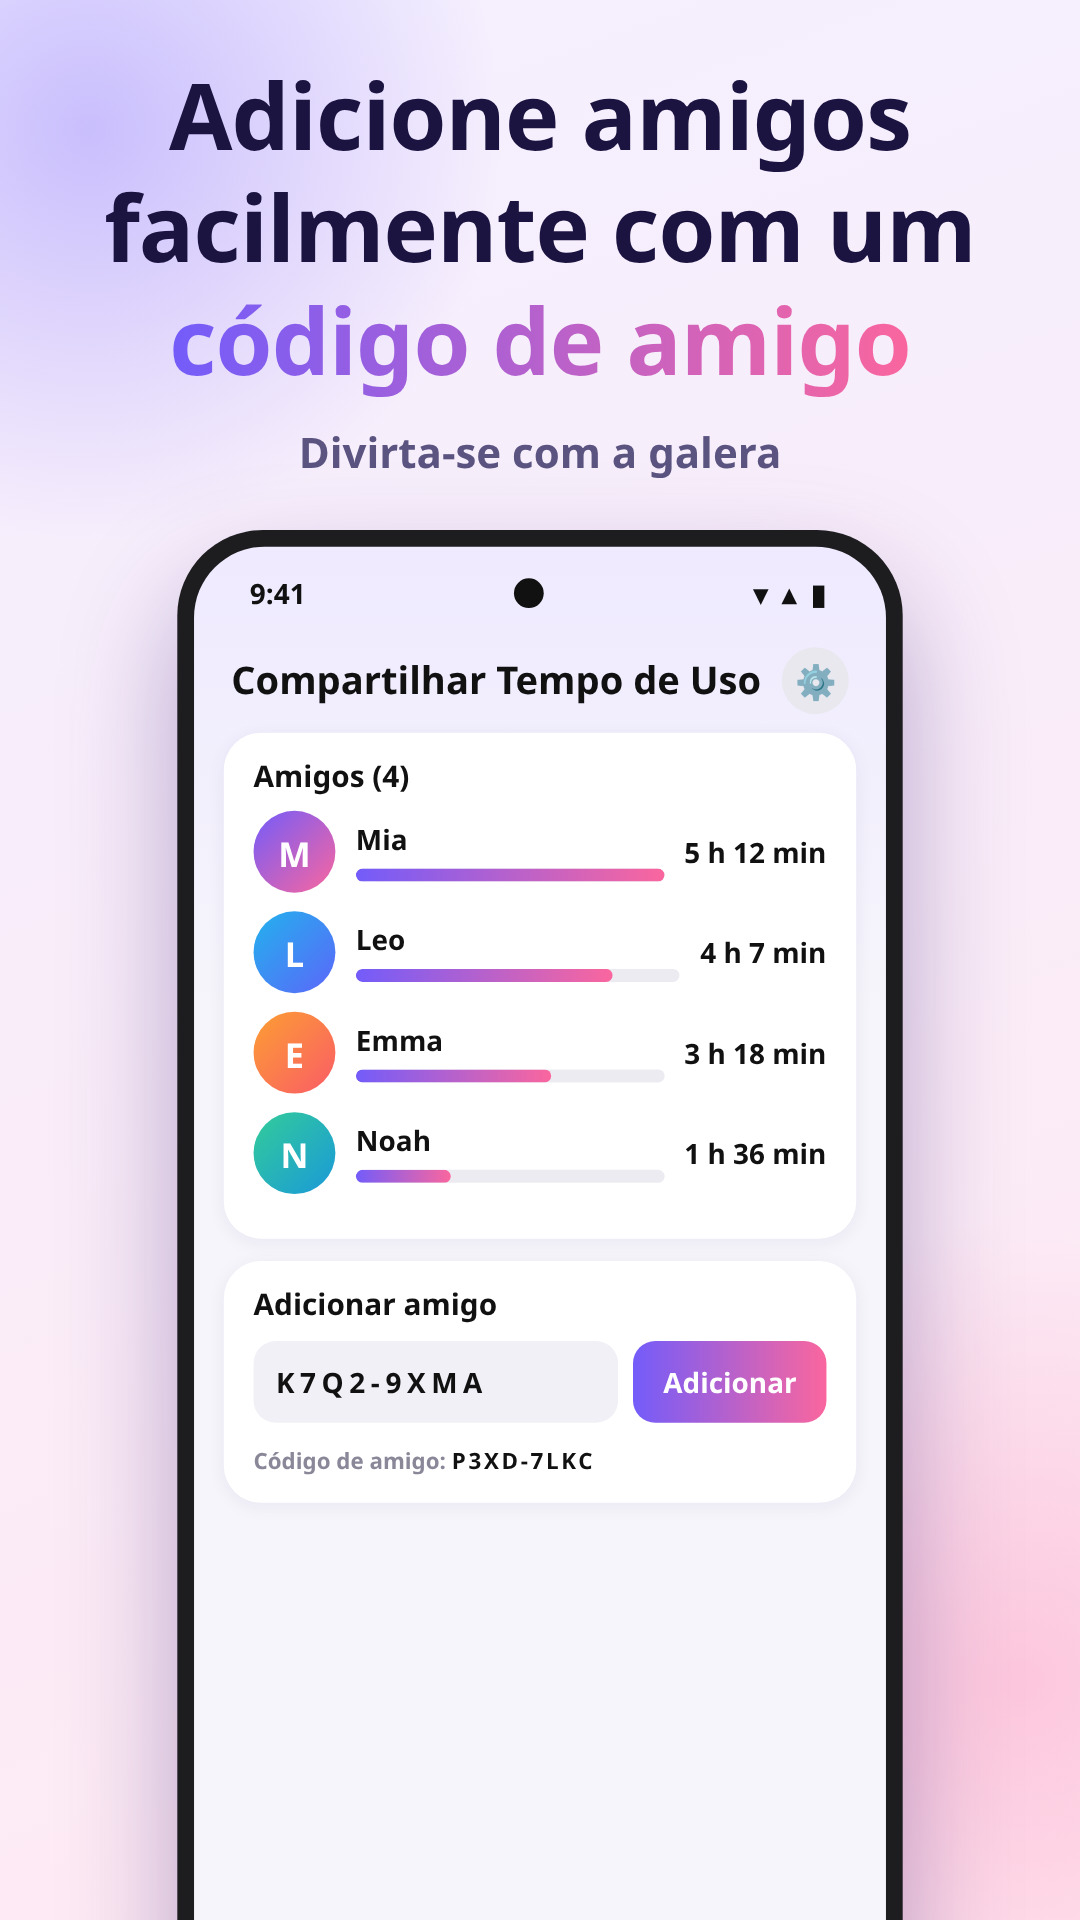 Adicione amigos
facilmente com um
código de amigo
Divirta-se com a galera
9:41
Compartilhar Tempo de Uso
Amigos (4)
M Mia 5 h 12 min
L Leo 4 h 7 min
E Emma 3 h 18 min
N Noah 1 h 36 min
Adicionar amigo
K7Q2-9XMA Adicionar
Código de amigo: P3XD-7LKC